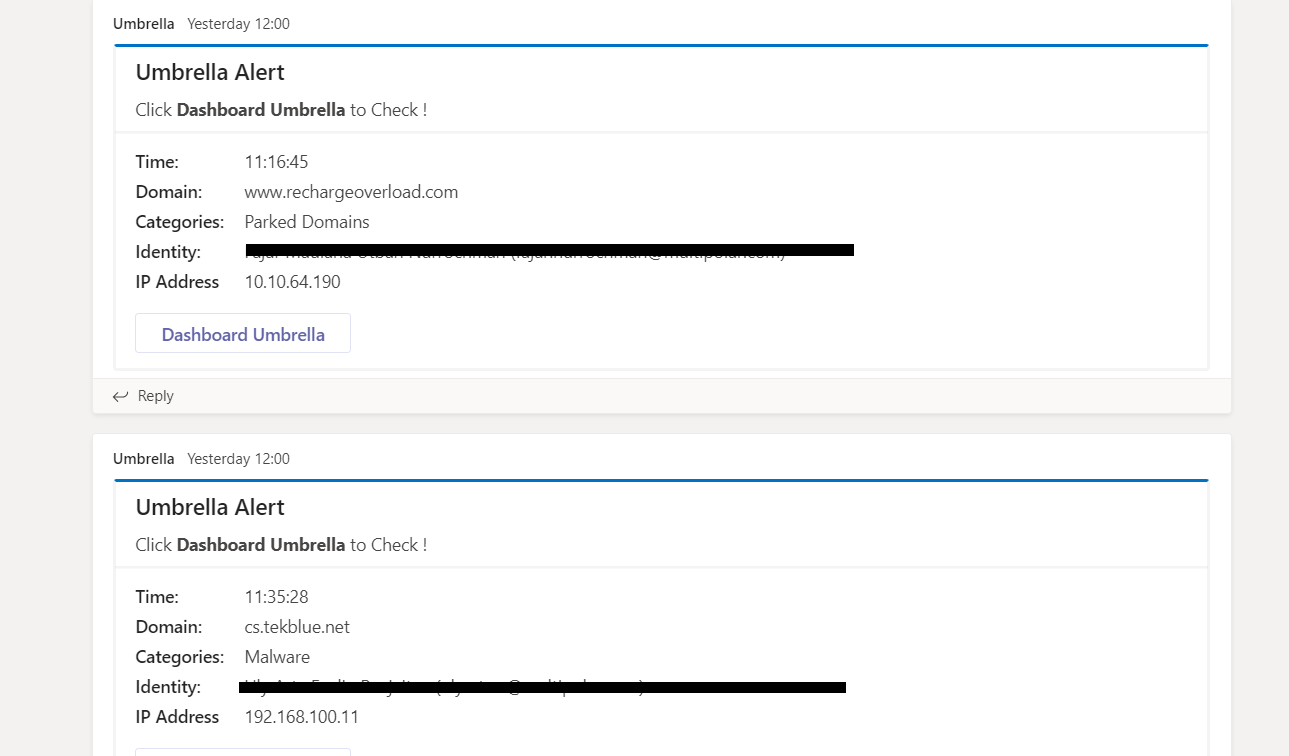 Umbrella Yesterday 12:00
Umbrella Alert
Click Dashboard Umbrella to Check !
Time: 11:16:45
Domain: www.rechargeoverload.com
Categories: Parked Domains
Identity:
IP Address 10.10.64.190
Dashboard Umbrella
Reply
Umbrella Yesterday 12:00
Umbrella Alert
Click Dashboard Umbrella to Check !
Time: 11:35:28
Domain: cs.tekblue.net
Categories: Malware
Identity:
IP Address 192.168.100.11